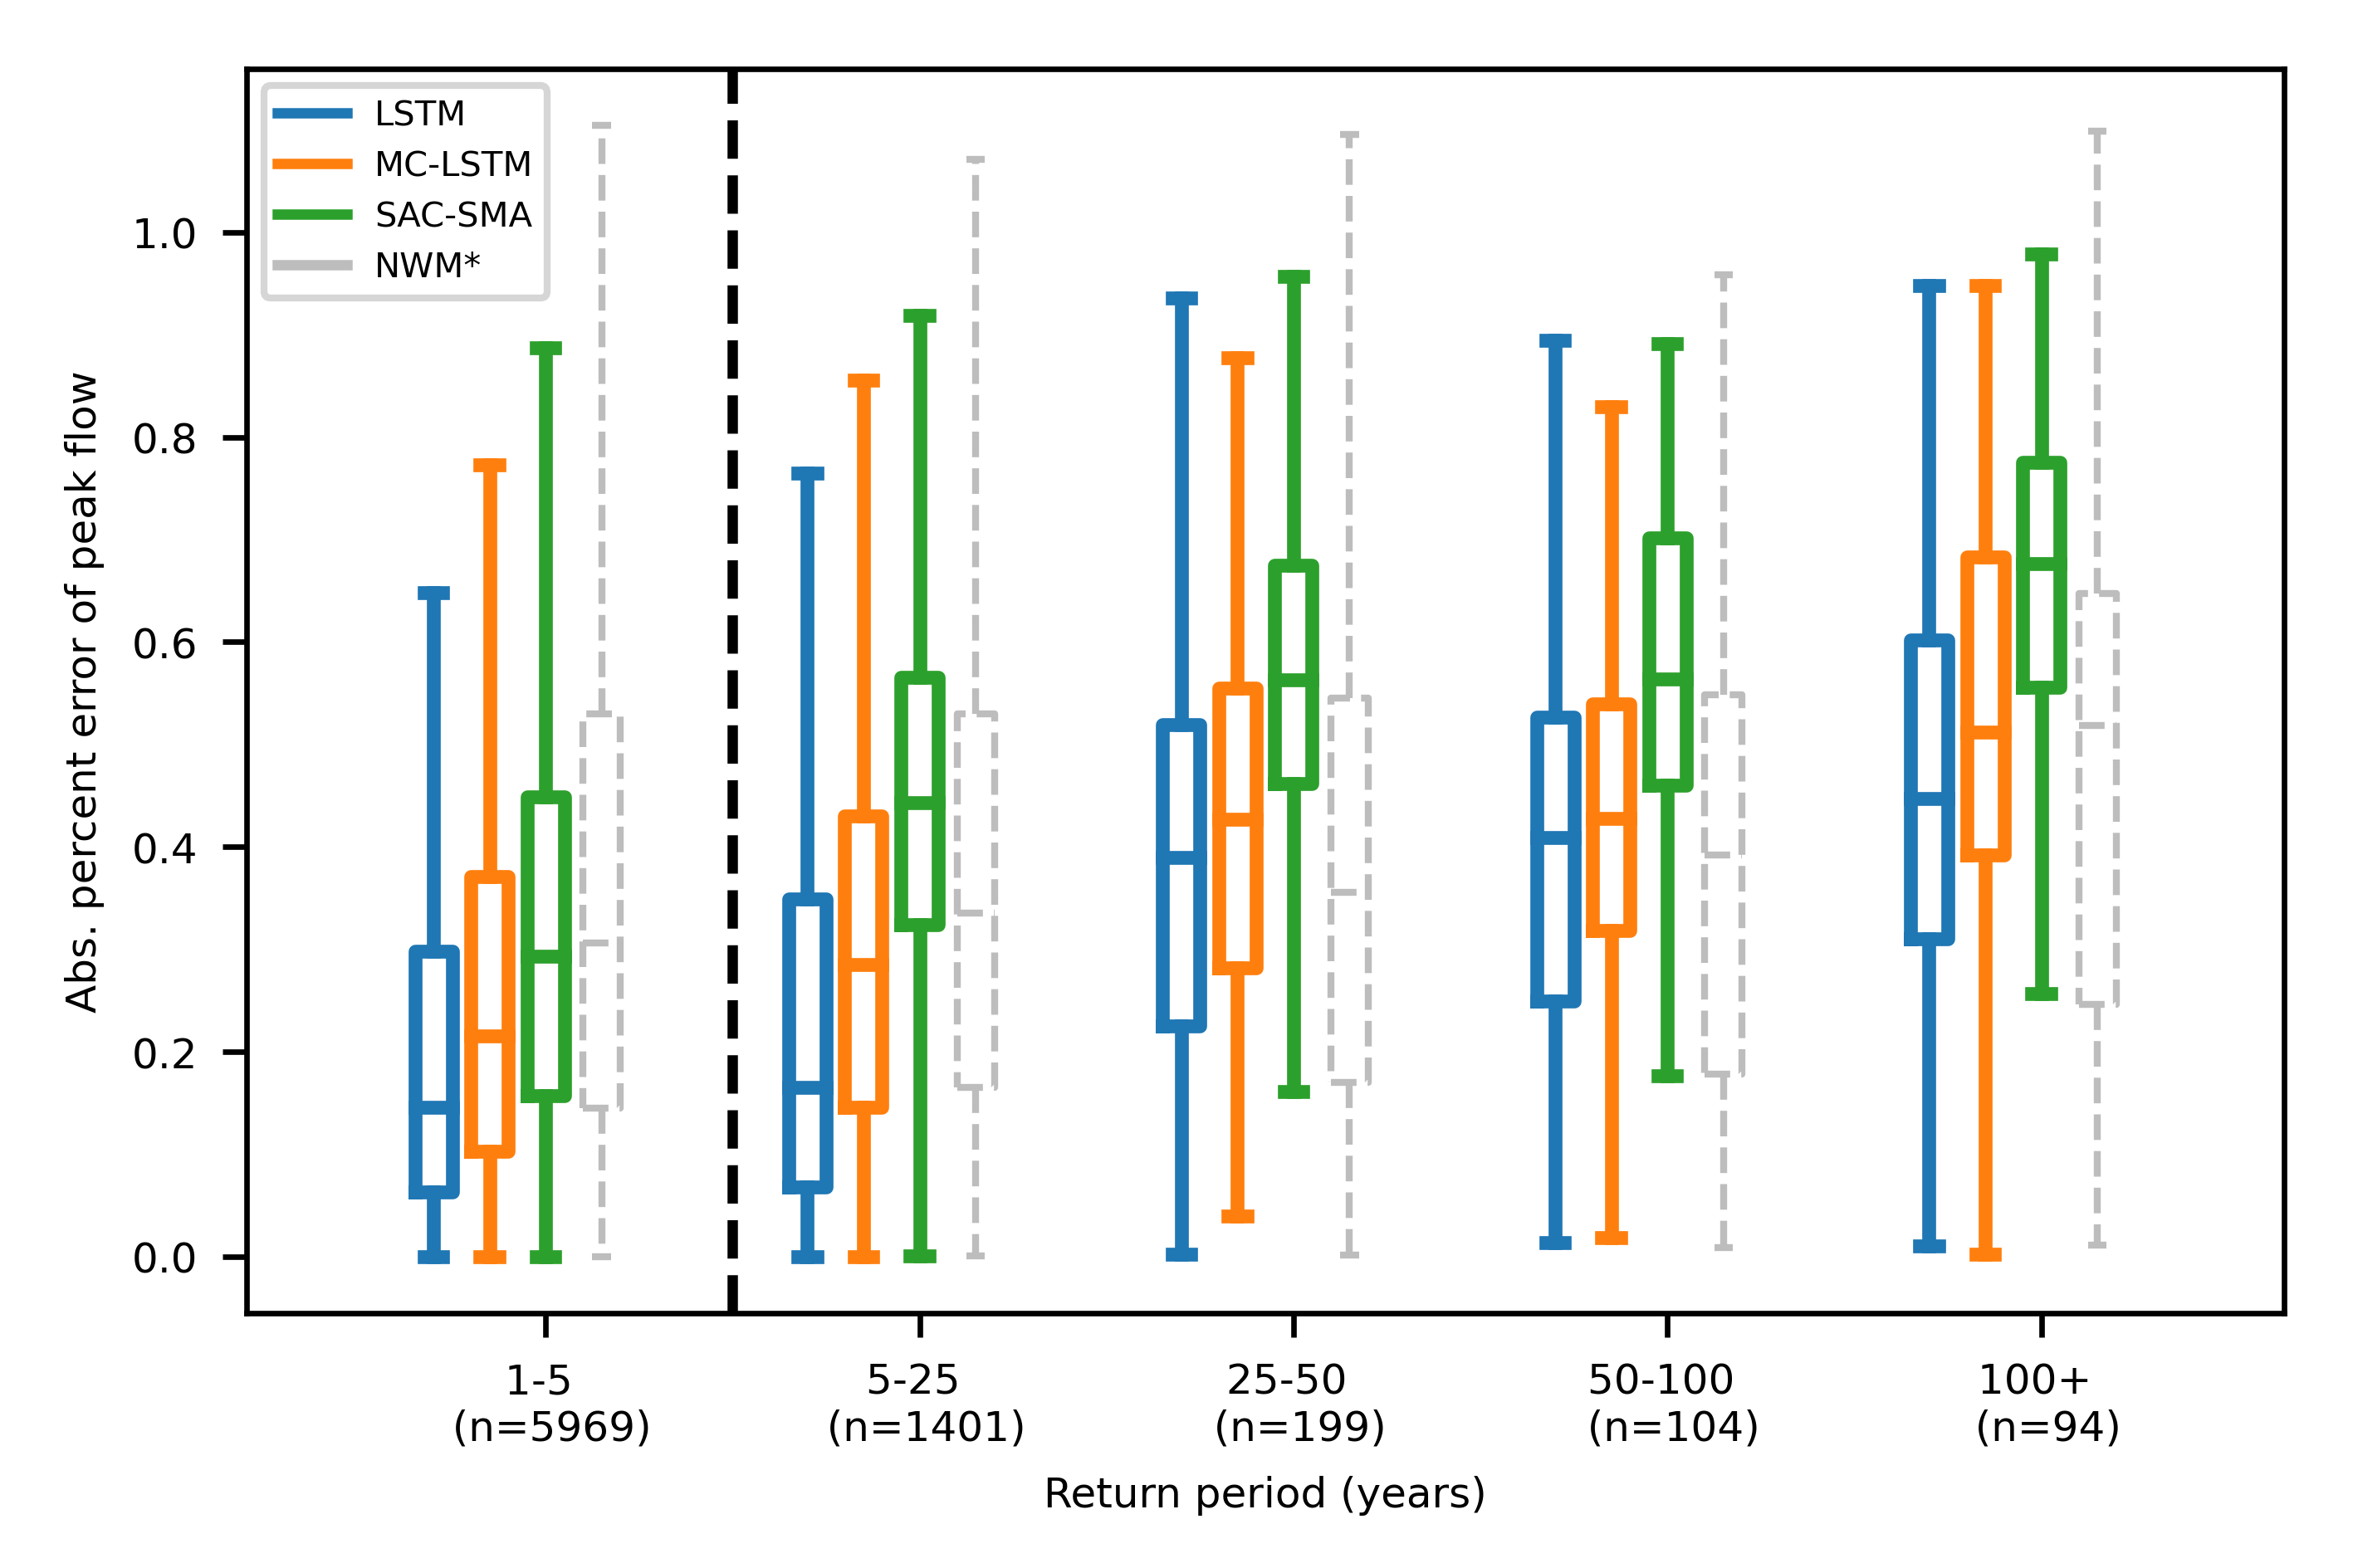 LSTM
MC-LSTM
SAC-SMA
NWM*
Abs. percent error of peak flow
1.0
0.8
0.6
0.4
0.2
0.0
1-5 5-25 25-50 50-100 100+
(n=5969) (n=1401) (n=199) (n=104) (n=94)
Return period (years)